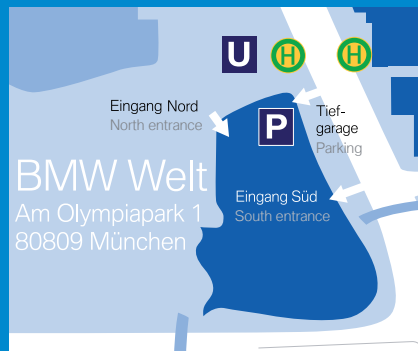 U
H
H
Eingang Nord
North entrance
P
Tief-
garage
Parking
BMW Welt
Am Olympiapark 1
80809 München
Eingang Süd
South entrance